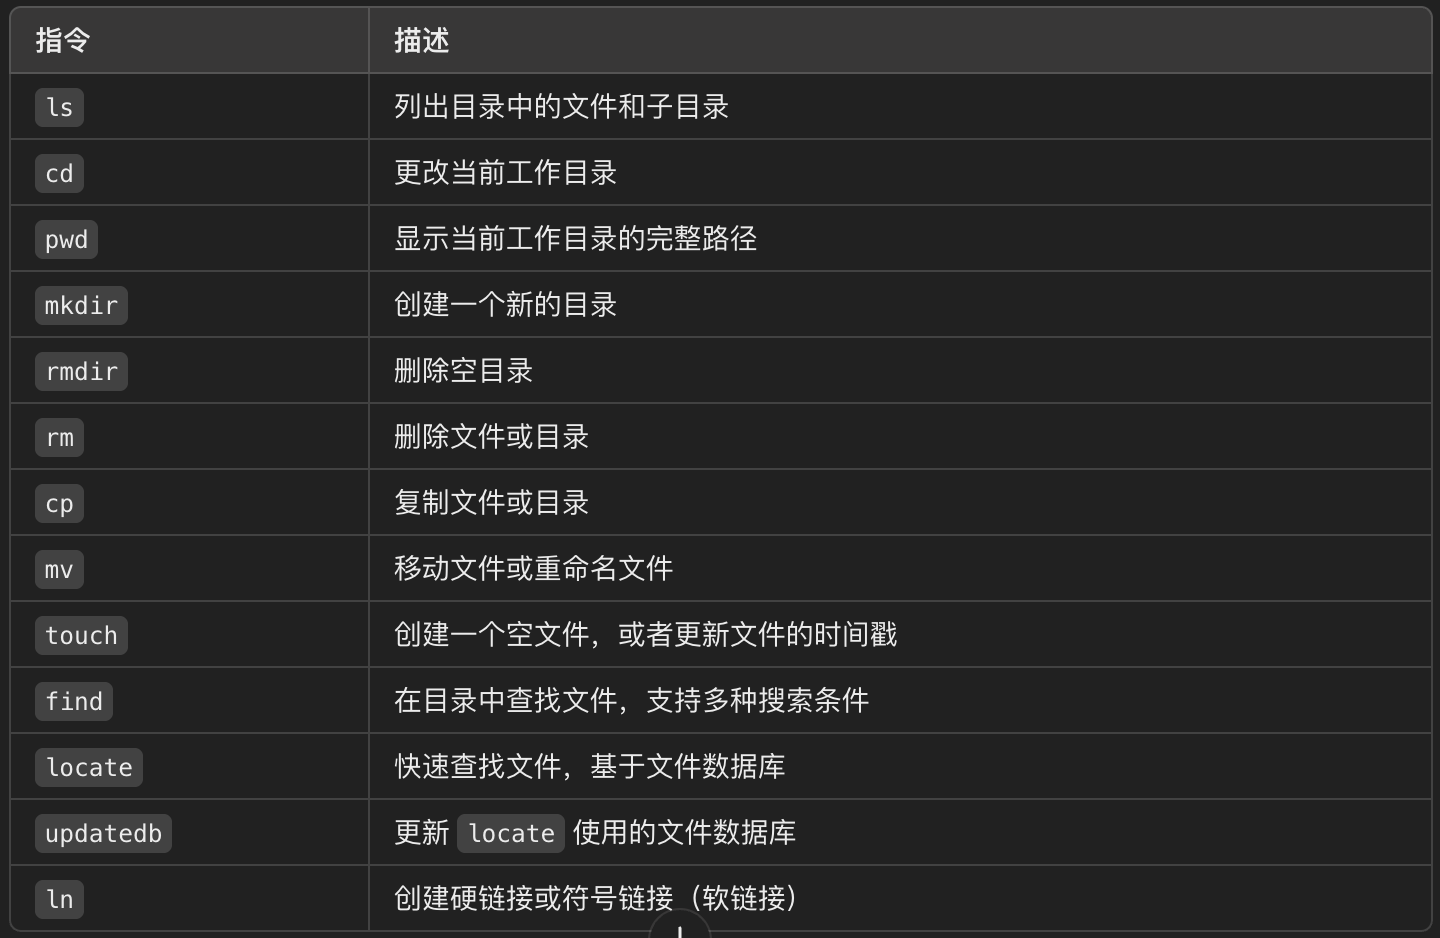 指令 描述
ls 列出目录中的文件和子目录
cd 更改当前工作目录
pwd 显示当前工作目录的完整路径
mkdir 创建一个新的目录
rmdir 删除空目录
rm 删除文件或目录
cp 复制文件或目录
mv 移动文件或重命名文件
touch 创建一个空文件，或者更新文件的时间戳
find 在目录中查找文件，支持多种搜索条件
locate 快速查找文件，基于文件数据库
updatedb 更新 locate 使用的文件数据库
ln 创建硬链接或符号链接（软链接）